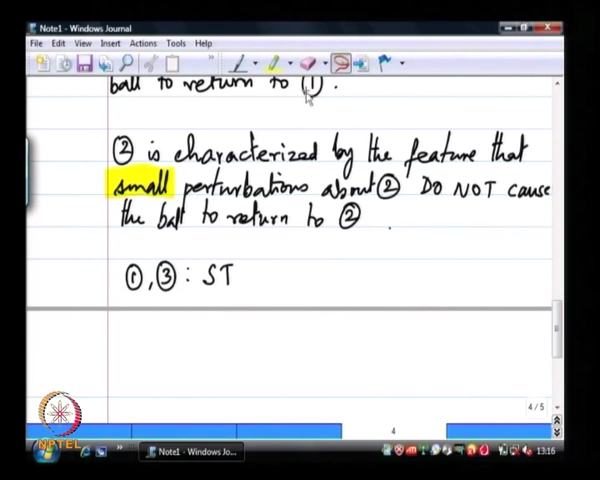 Note1 - Windows Journal
File Edit View Insert Actions Tools Help
ball to return to ①.
② is characterized by the feature that
small perturbations about ② DO NOT cause
the ball to return to ② .
①, ③ : ST
4 / 5
4
NPTEL
Note1 - Windows Jo...
13:16